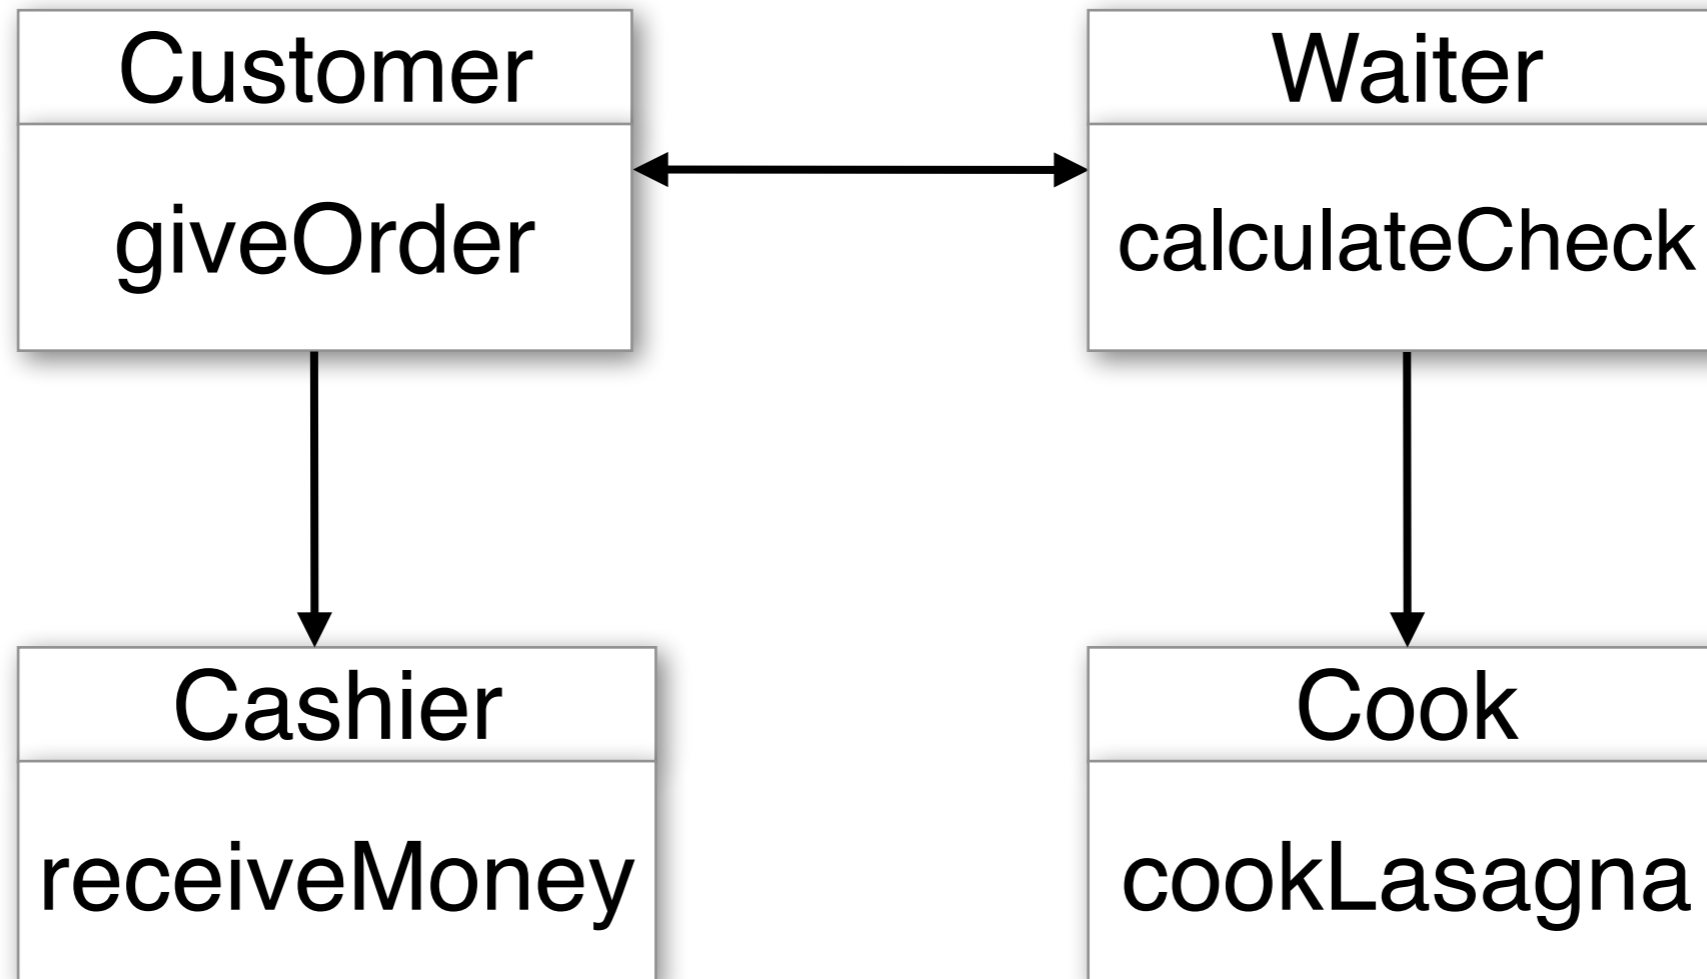 Customer
giveOrder
Waiter
calculateCheck
Cashier
receiveMoney
Cook
cookLasagna